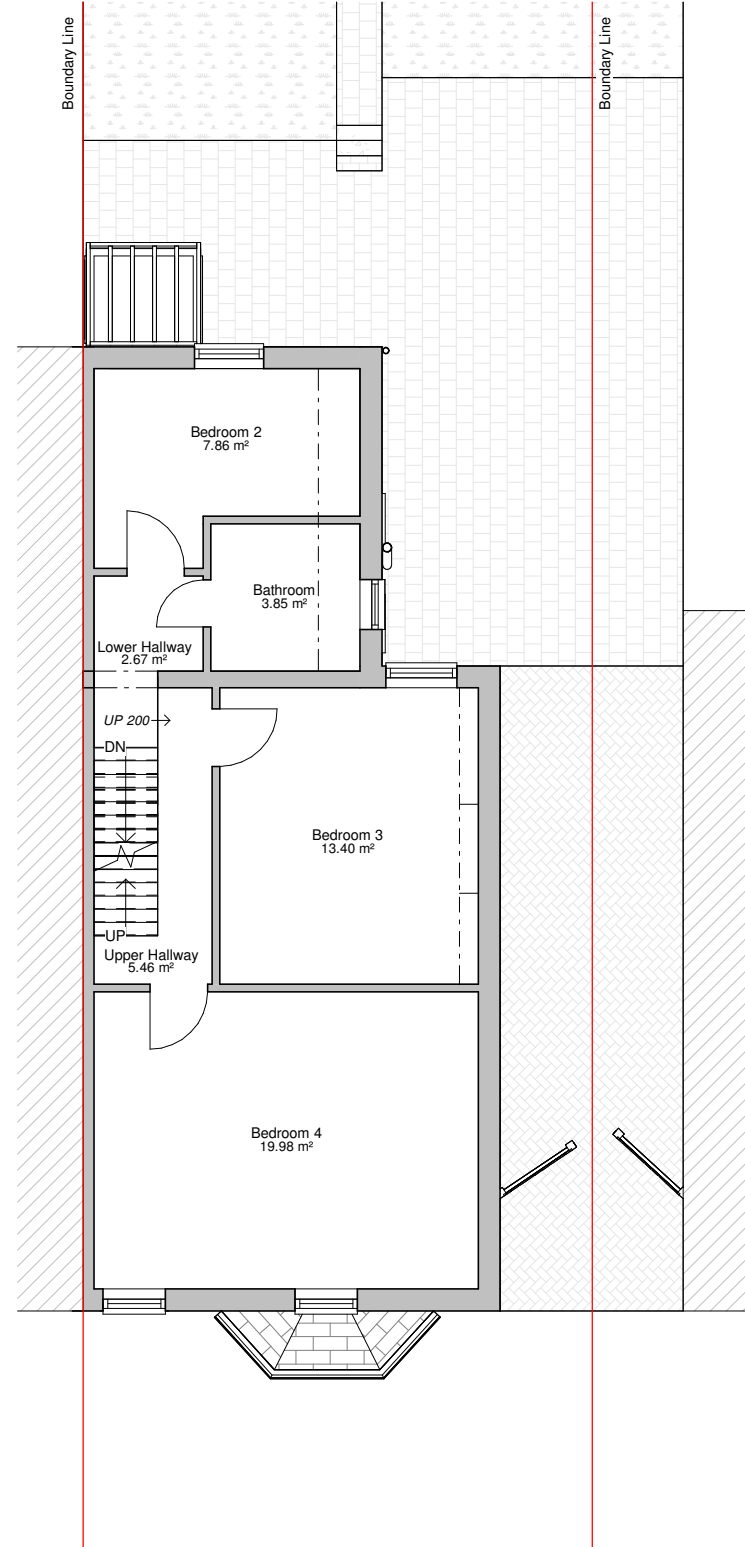 Boundary Line
Boundary Line
Bedroom 2
7.86 m²
Bathroom
3.85 m²
Lower Hallway
2.67 m²
UP 200
DN
Bedroom 3
13.40 m²
UP
Upper Hallway
5.46 m²
Bedroom 4
19.98 m²